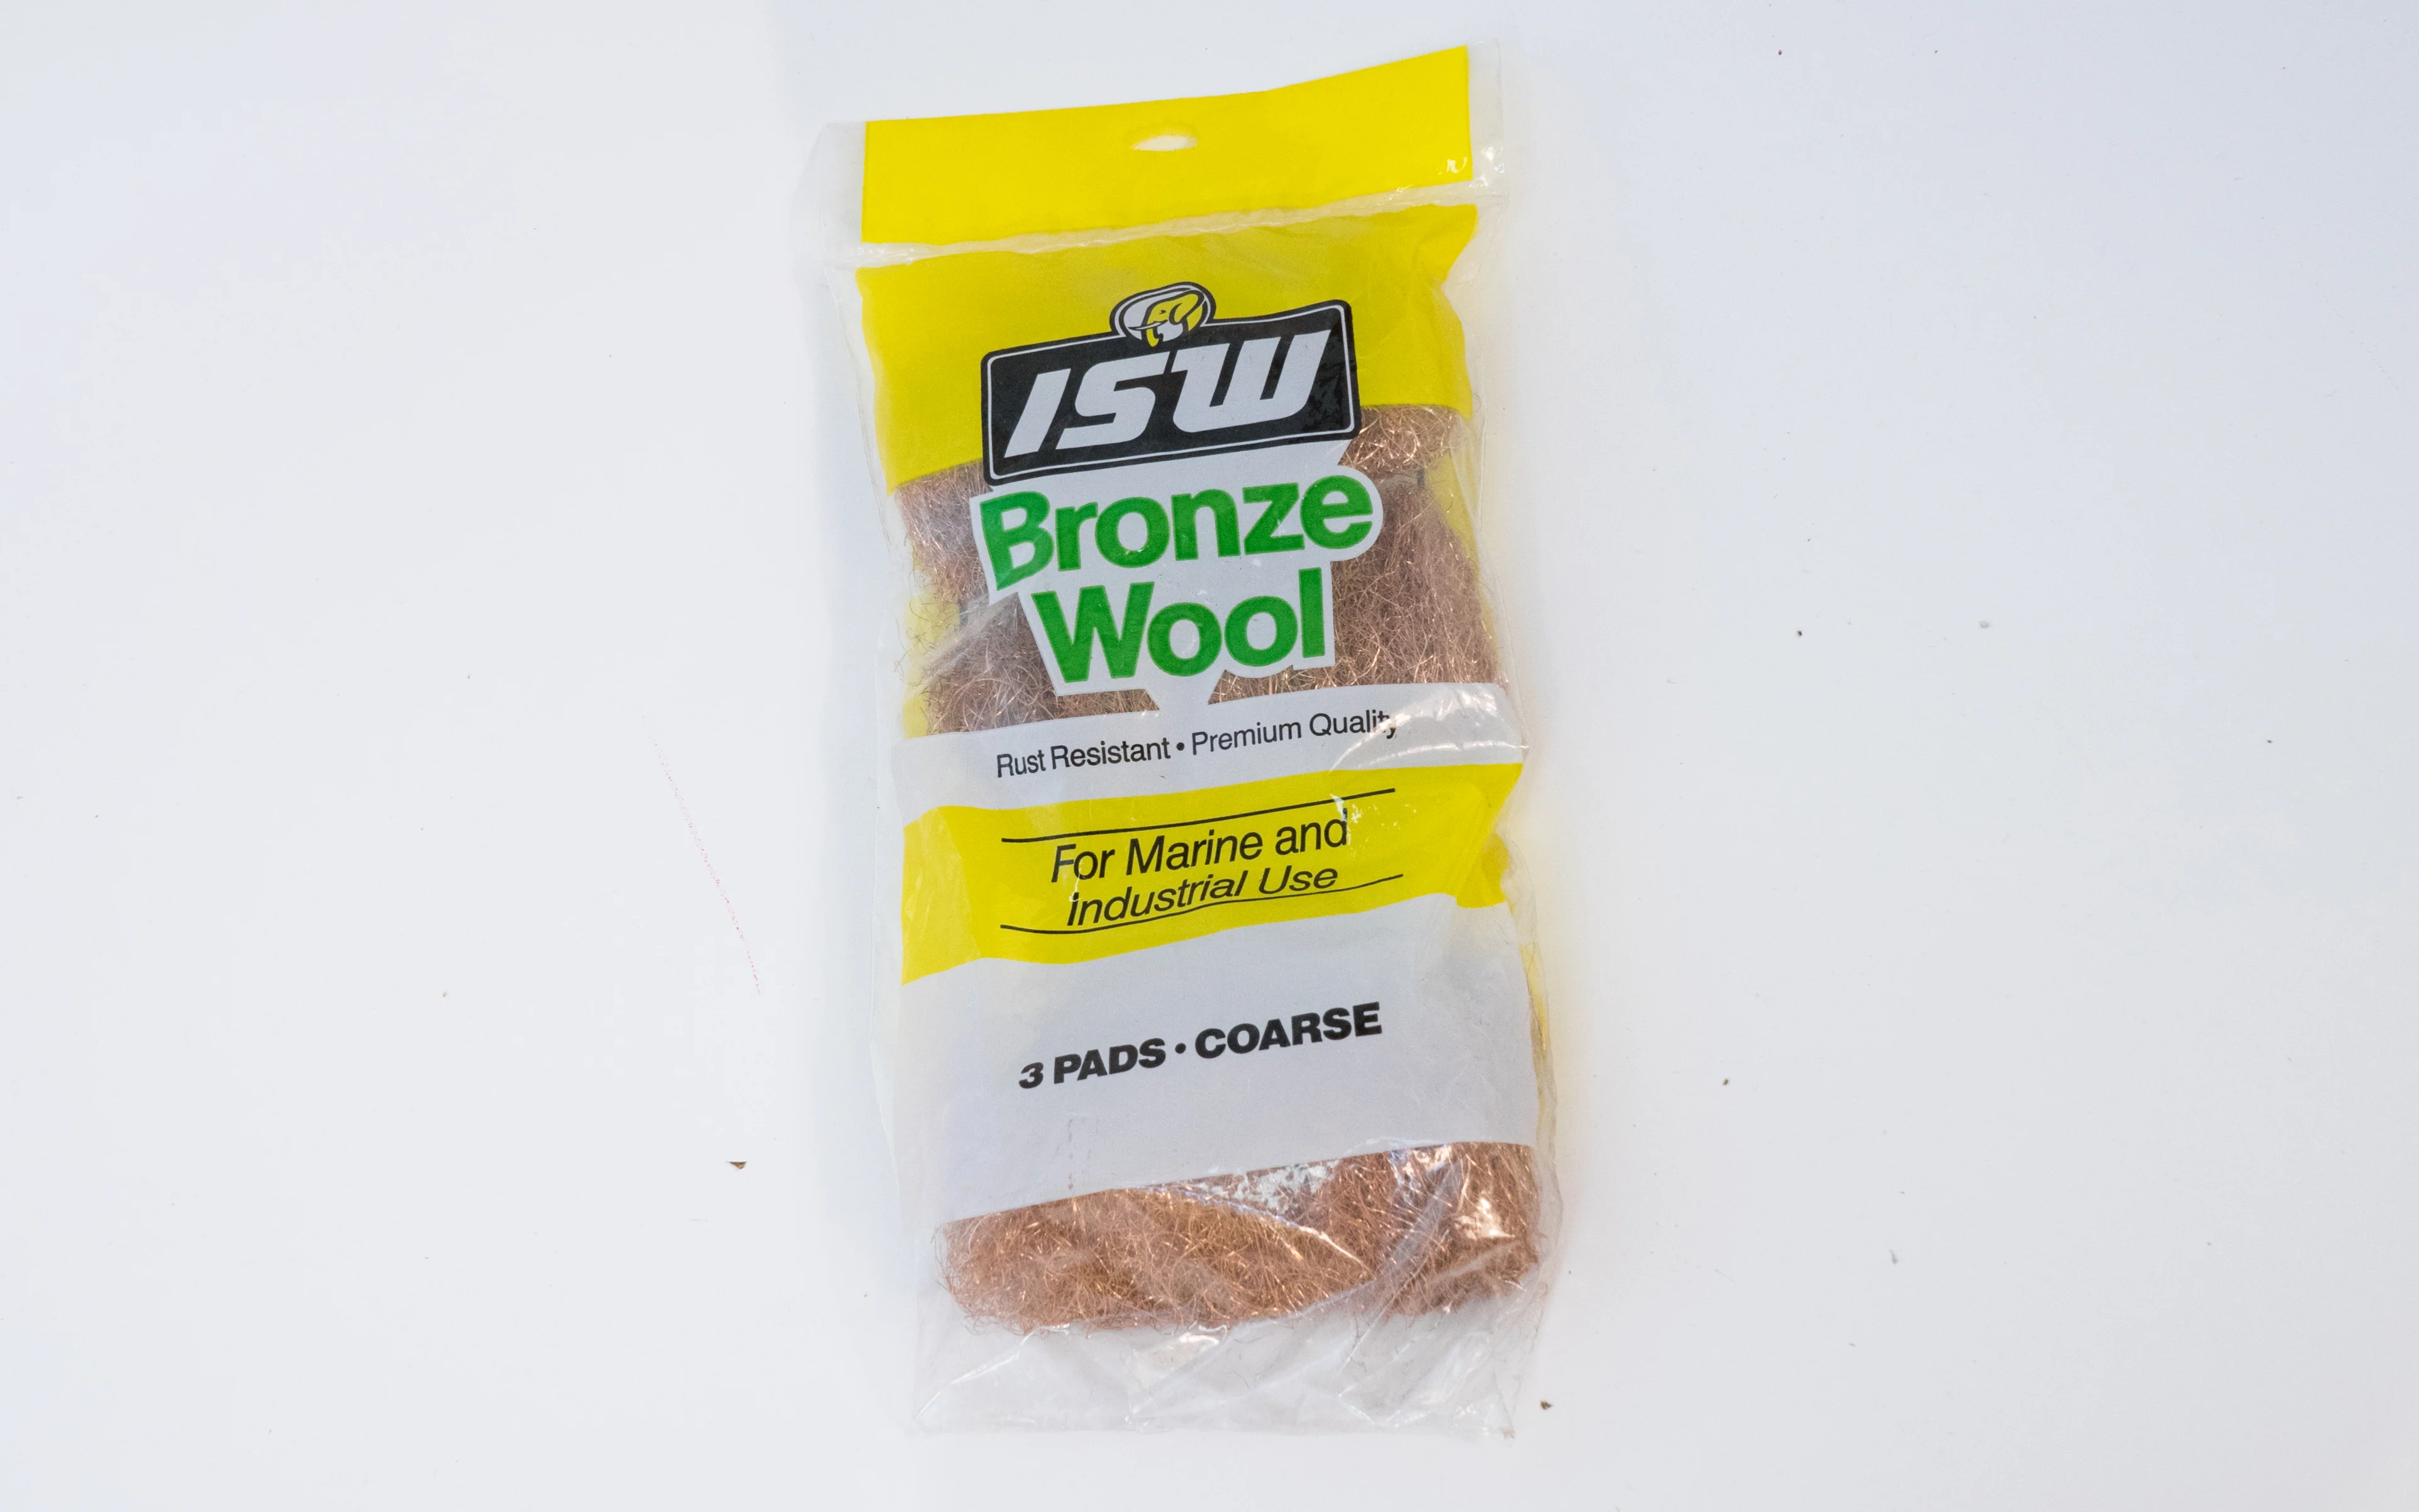 ISW
Bronze
Wool
Rust Resistant • Premium Quality
For Marine and
Industrial Use
3 PADS • COARSE